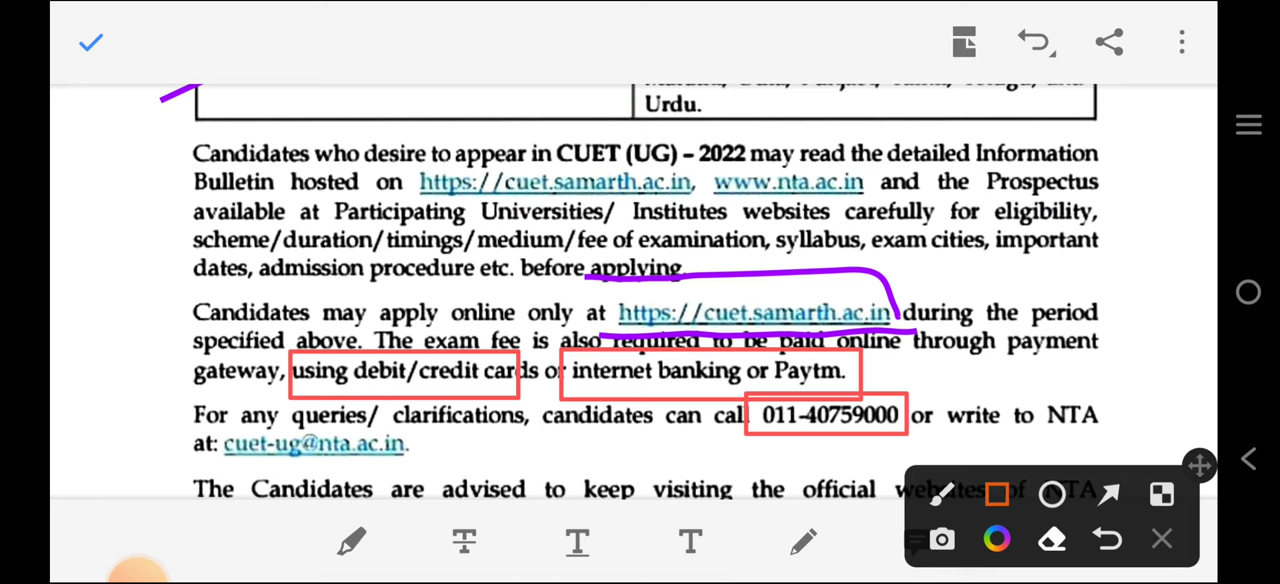 Urdu.
Candidates who desire to appear in CUET (UG) – 2022 may read the detailed Information
Bulletin hosted on https://cuet.samarth.ac.in, www.nta.ac.in and the Prospectus
available at Participating Universities/ Institutes websites carefully for eligibility,
scheme/duration/timings/medium/fee of examination, syllabus, exam cities, important
dates, admission procedure etc. before applying.
Candidates may apply online only at https://cuet.samarth.ac.in during the period
specified above. The exam fee is also required to be paid online through payment
gateway, using debit/credit cards or internet banking or Paytm.
For any queries/ clarifications, candidates can call 011-40759000 or write to NTA
at: cuet-ug@nta.ac.in.
The Candidates are advised to keep visiting the official websites of NTA